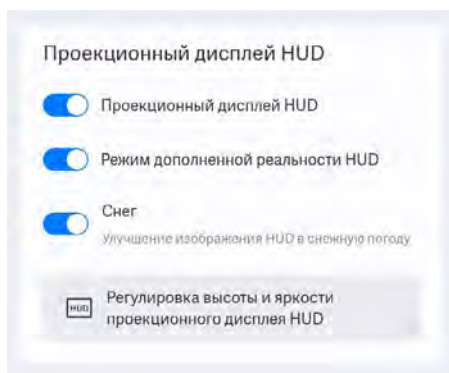 Проекционный дисплей HUD
Проекционный дисплей HUD
Режим дополненной реальности HUD
Снег
Улучшение изображения HUD в снежную погоду
HUD
Регулировка высоты и яркости
проекционного дисплея HUD